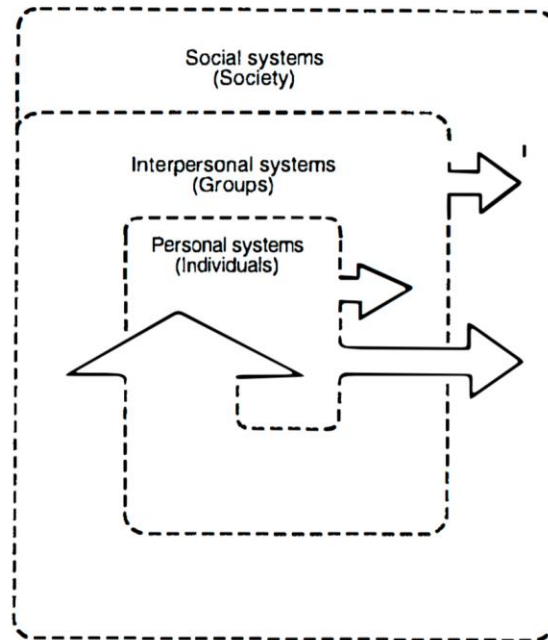 Social systems
(Society)
Interpersonal systems
(Groups)
Personal systems
(Individuals)